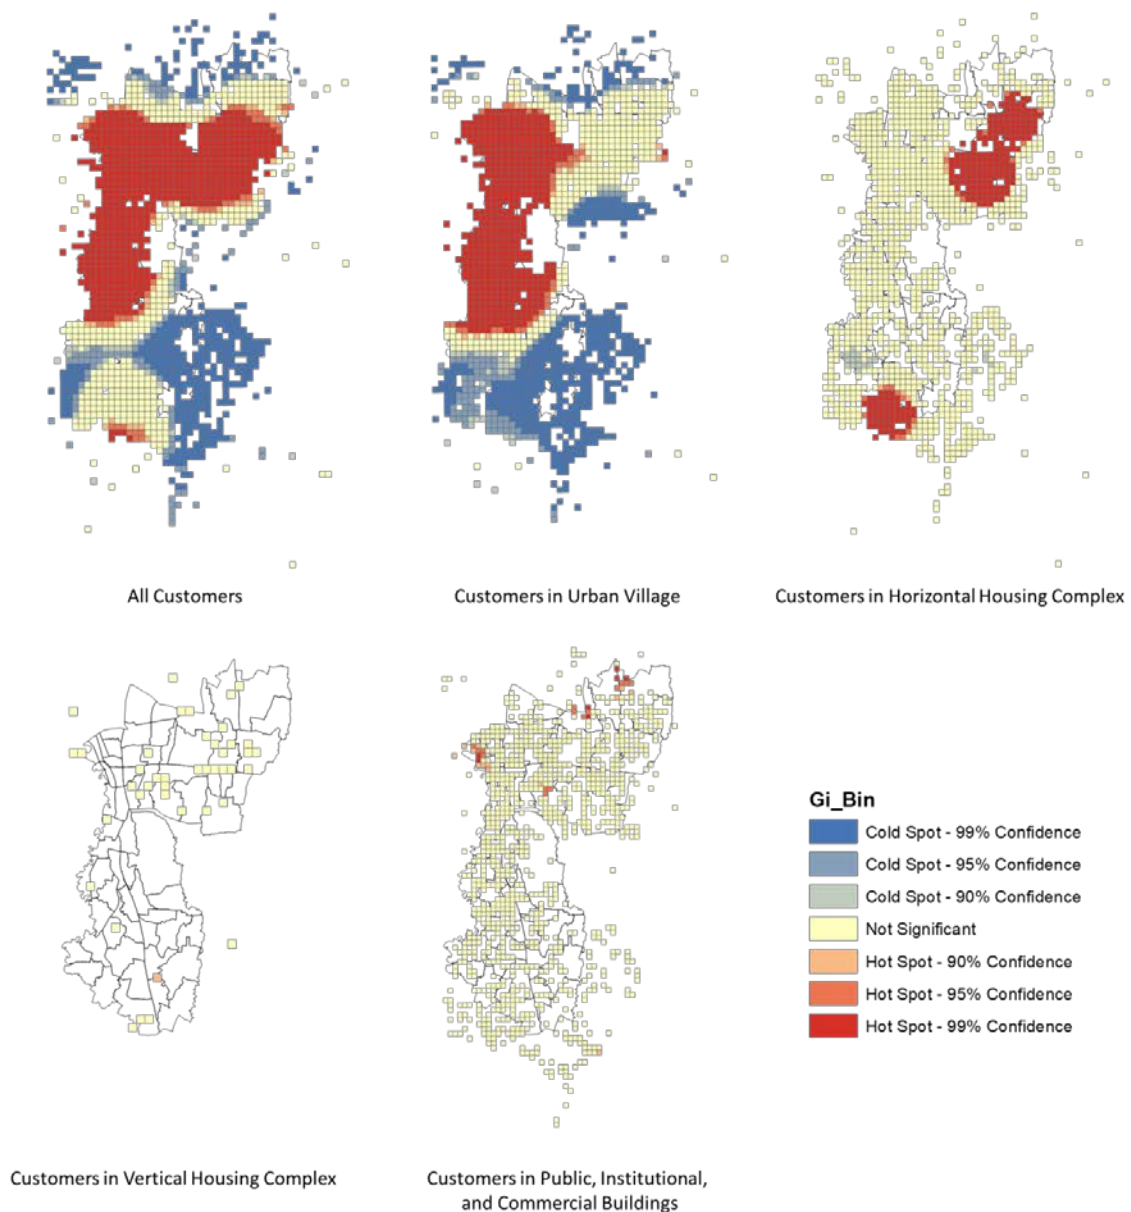 All Customers
Customers in Urban Village
Customers in Horizontal Housing Complex
Gi_Bin
Cold Spot - 99% Confidence
Cold Spot - 95% Confidence
Cold Spot - 90% Confidence
Not Significant
Hot Spot - 90% Confidence
Hot Spot - 95% Confidence
Hot Spot - 99% Confidence
Customers in Vertical Housing Complex
Customers in Public, Institutional,
and Commercial Buildings